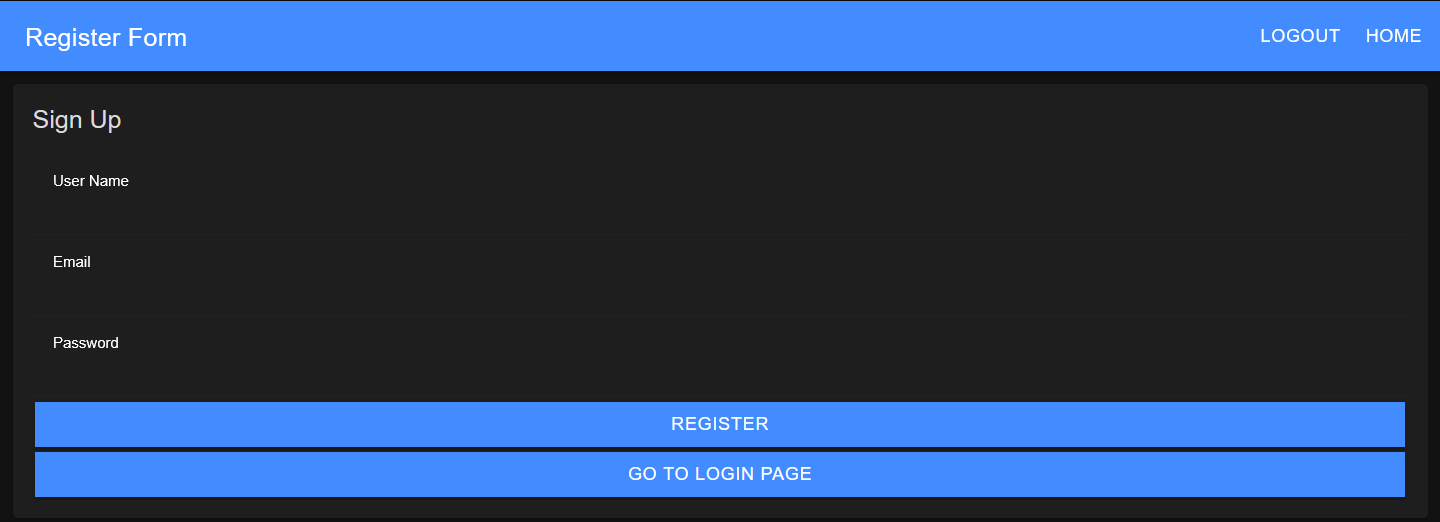 Register Form
LOGOUT HOME
Sign Up
User Name
Email
Password
REGISTER
GO TO LOGIN PAGE